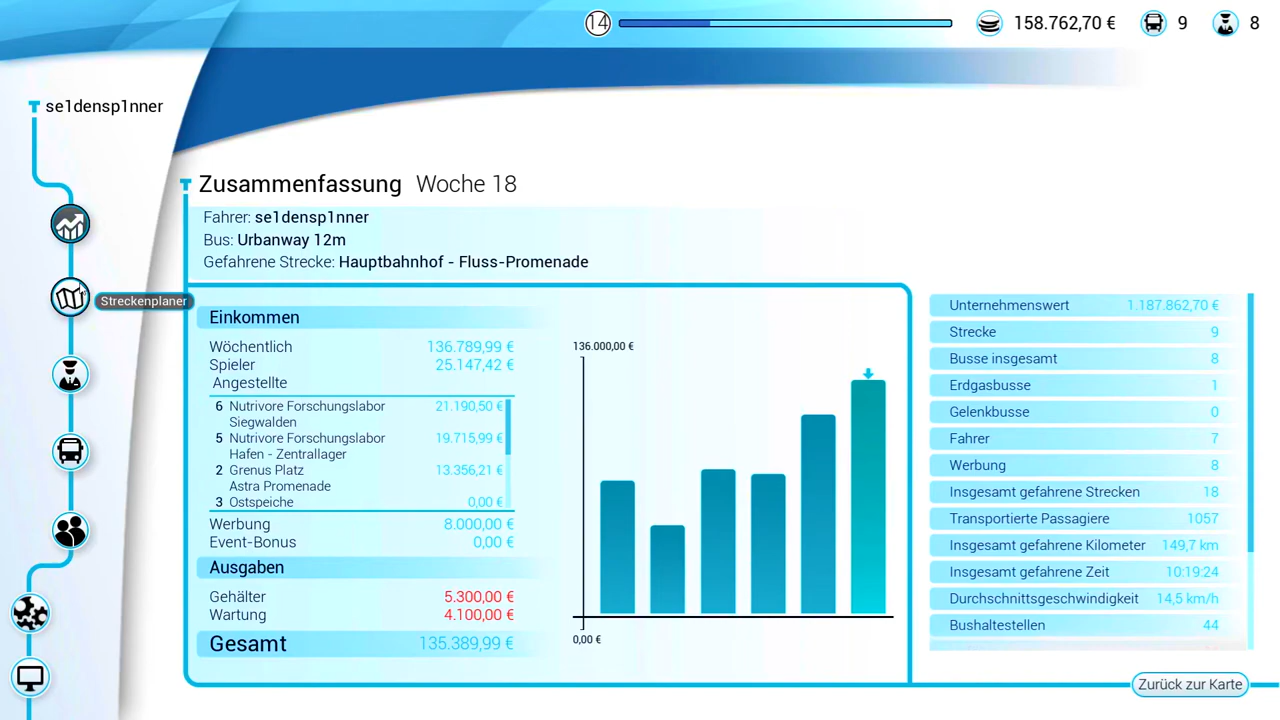 14
158.762,70 €
9
8
se1densp1nner
Streckenplaner
Zusammenfassung Woche 18
Fahrer: se1densp1nner
Bus: Urbanway 12m
Gefahrene Strecke: Hauptbahnhof - Fluss-Promenade
Einkommen
Wöchentlich 136.789,99 €
Spieler 25.147,42 €
Angestellte
6 Nutrivore Forschungslabor 21.190,50 €
Siegwalden
5 Nutrivore Forschungslabor 19.715,99 €
Hafen - Zentrallager
2 Grenus Platz 13.356,21 €
Astra Promenade
3 Ostspeiche 0,00 €
Werbung 8.000,00 €
Event-Bonus 0,00 €
Ausgaben
Gehälter 5.300,00 €
Wartung 4.100,00 €
Gesamt 135.389,99 €
136.000,00 €
0,00 €
Unternehmenswert 1.187.862,70 €
Strecke 9
Busse insgesamt 8
Erdgasbusse 1
Gelenkbusse 0
Fahrer 7
Werbung 8
Insgesamt gefahrene Strecken 18
Transportierte Passagiere 1057
Insgesamt gefahrene Kilometer 149,7 km
Insgesamt gefahrene Zeit 10:19:24
Durchschnittsgeschwindigkeit 14,5 km/h
Bushaltestellen 44
Zurück zur Karte